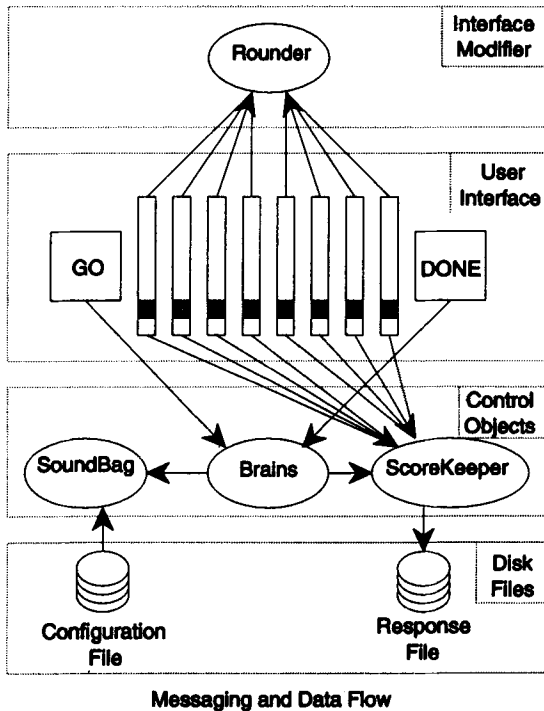 Interface
Modifier
Rounder
User
Interface
GO
DONE
Control
Objects
SoundBag
Brains
ScoreKeeper
Disk
Files
Configuration
File
Response
File
Messaging and Data Flow